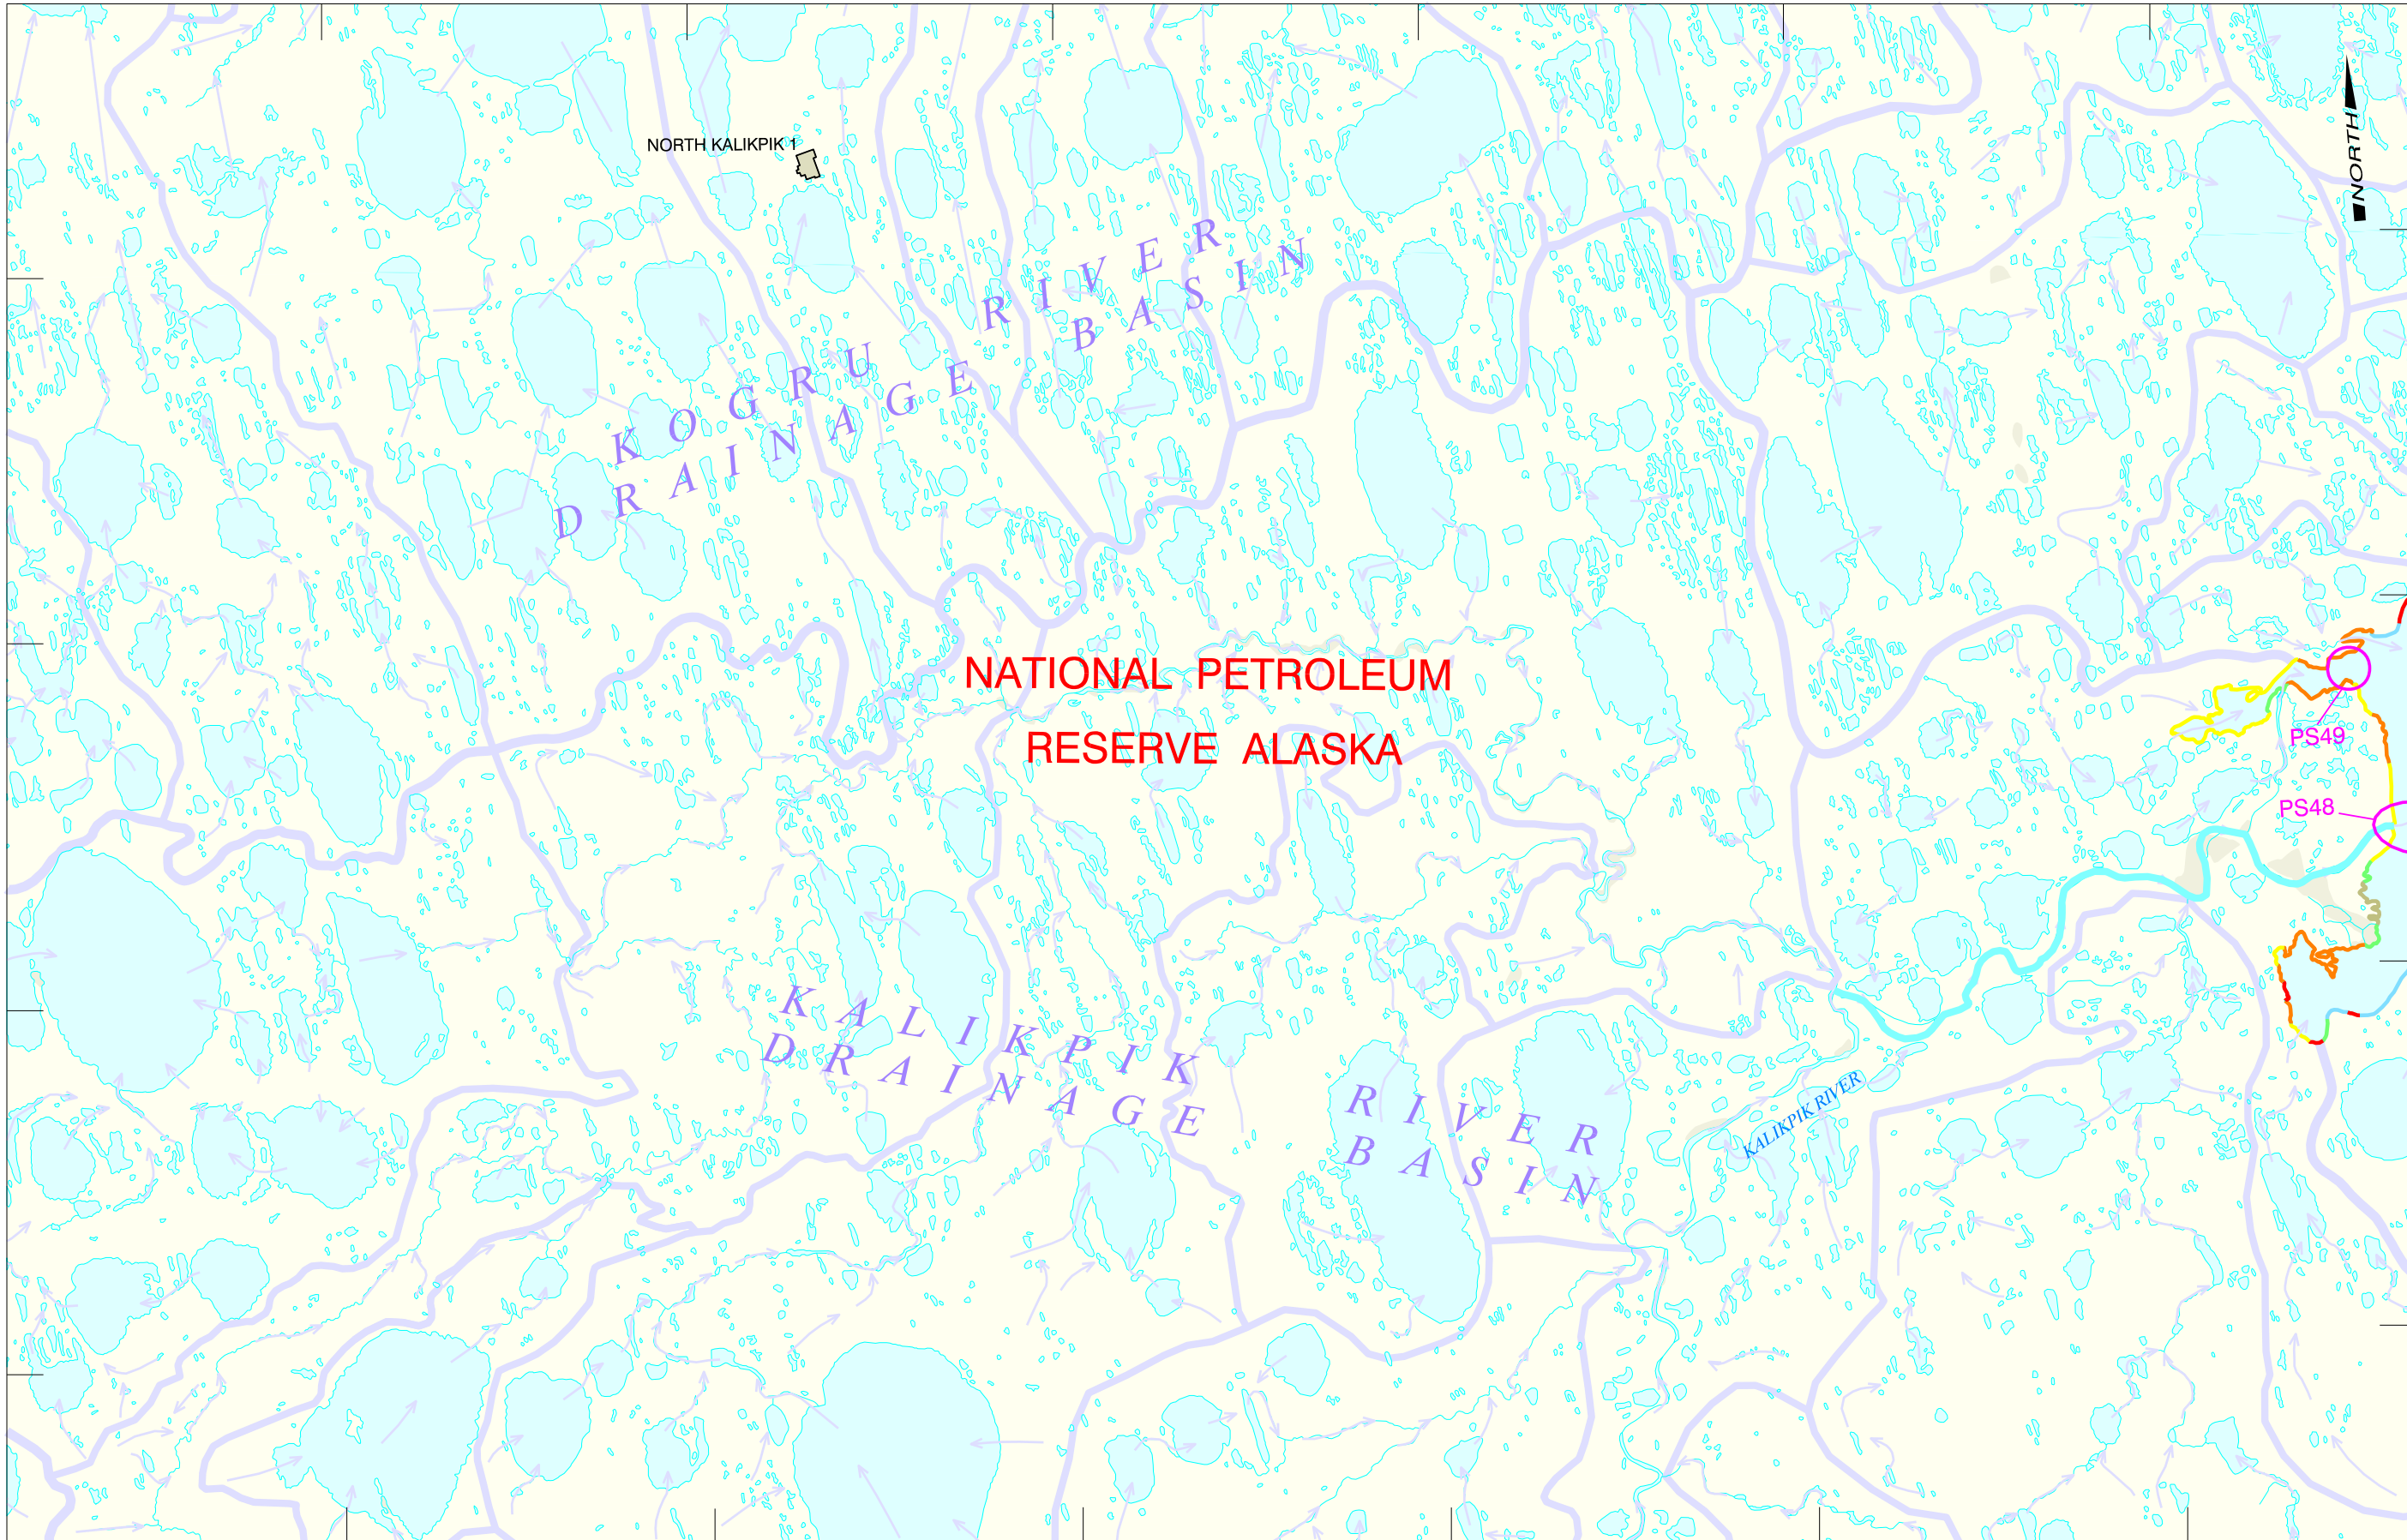 NORTH KALIKPIK 1
NORTH
KOGRU RIVER
DRAINAGE BASIN
NATIONAL PETROLEUM
RESERVE ALASKA
PS49
PS48
KALIKPIK RIVER
DRAINAGE BASIN
KALIKPIK RIVER